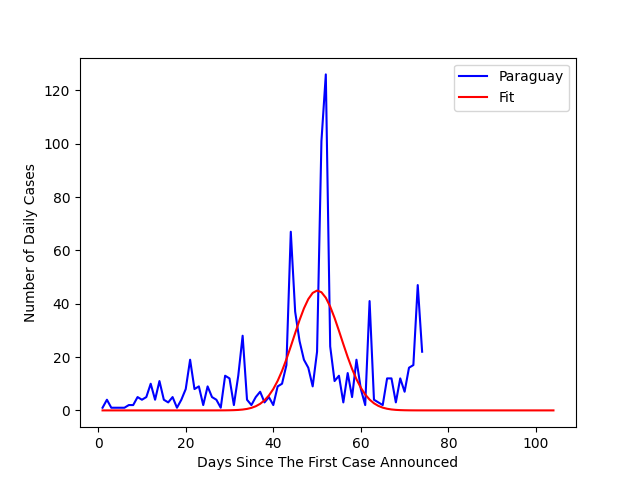 Paraguay
Fit
120
100
80
60
40
20
0
Number of Daily Cases
0 20 40 60 80 100
Days Since The First Case Announced